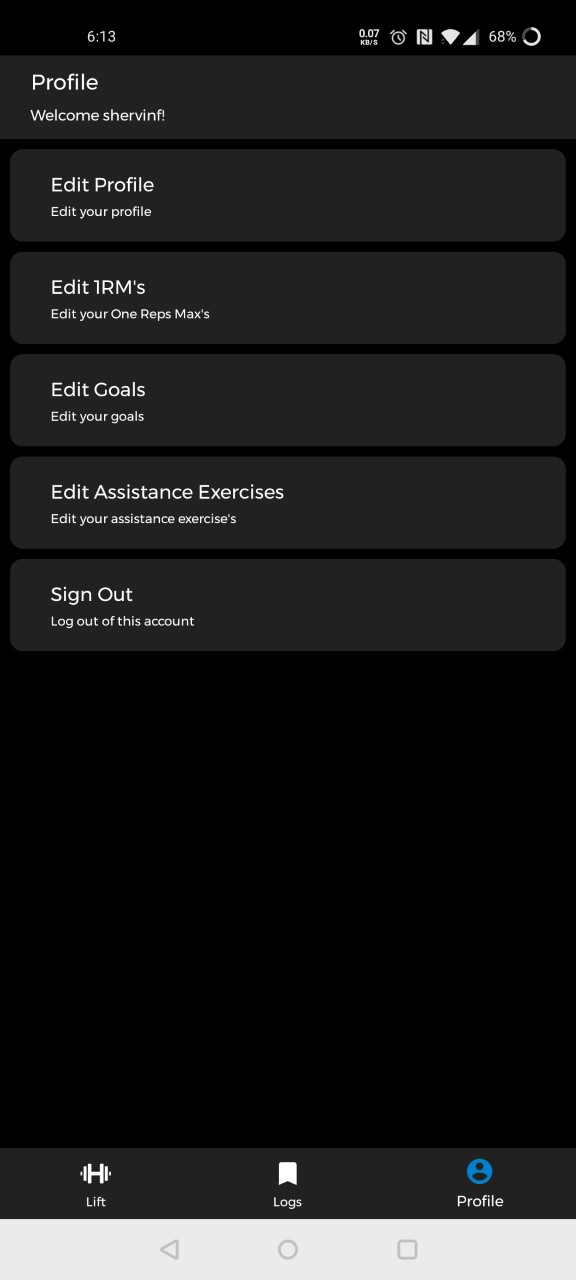 6:13
0.07
KB/S
68%
Profile
Welcome shervinf!
Edit Profile
Edit your profile
Edit 1RM's
Edit your One Reps Max's
Edit Goals
Edit your goals
Edit Assistance Exercises
Edit your assistance exercise's
Sign Out
Log out of this account
Lift
Logs
Profile